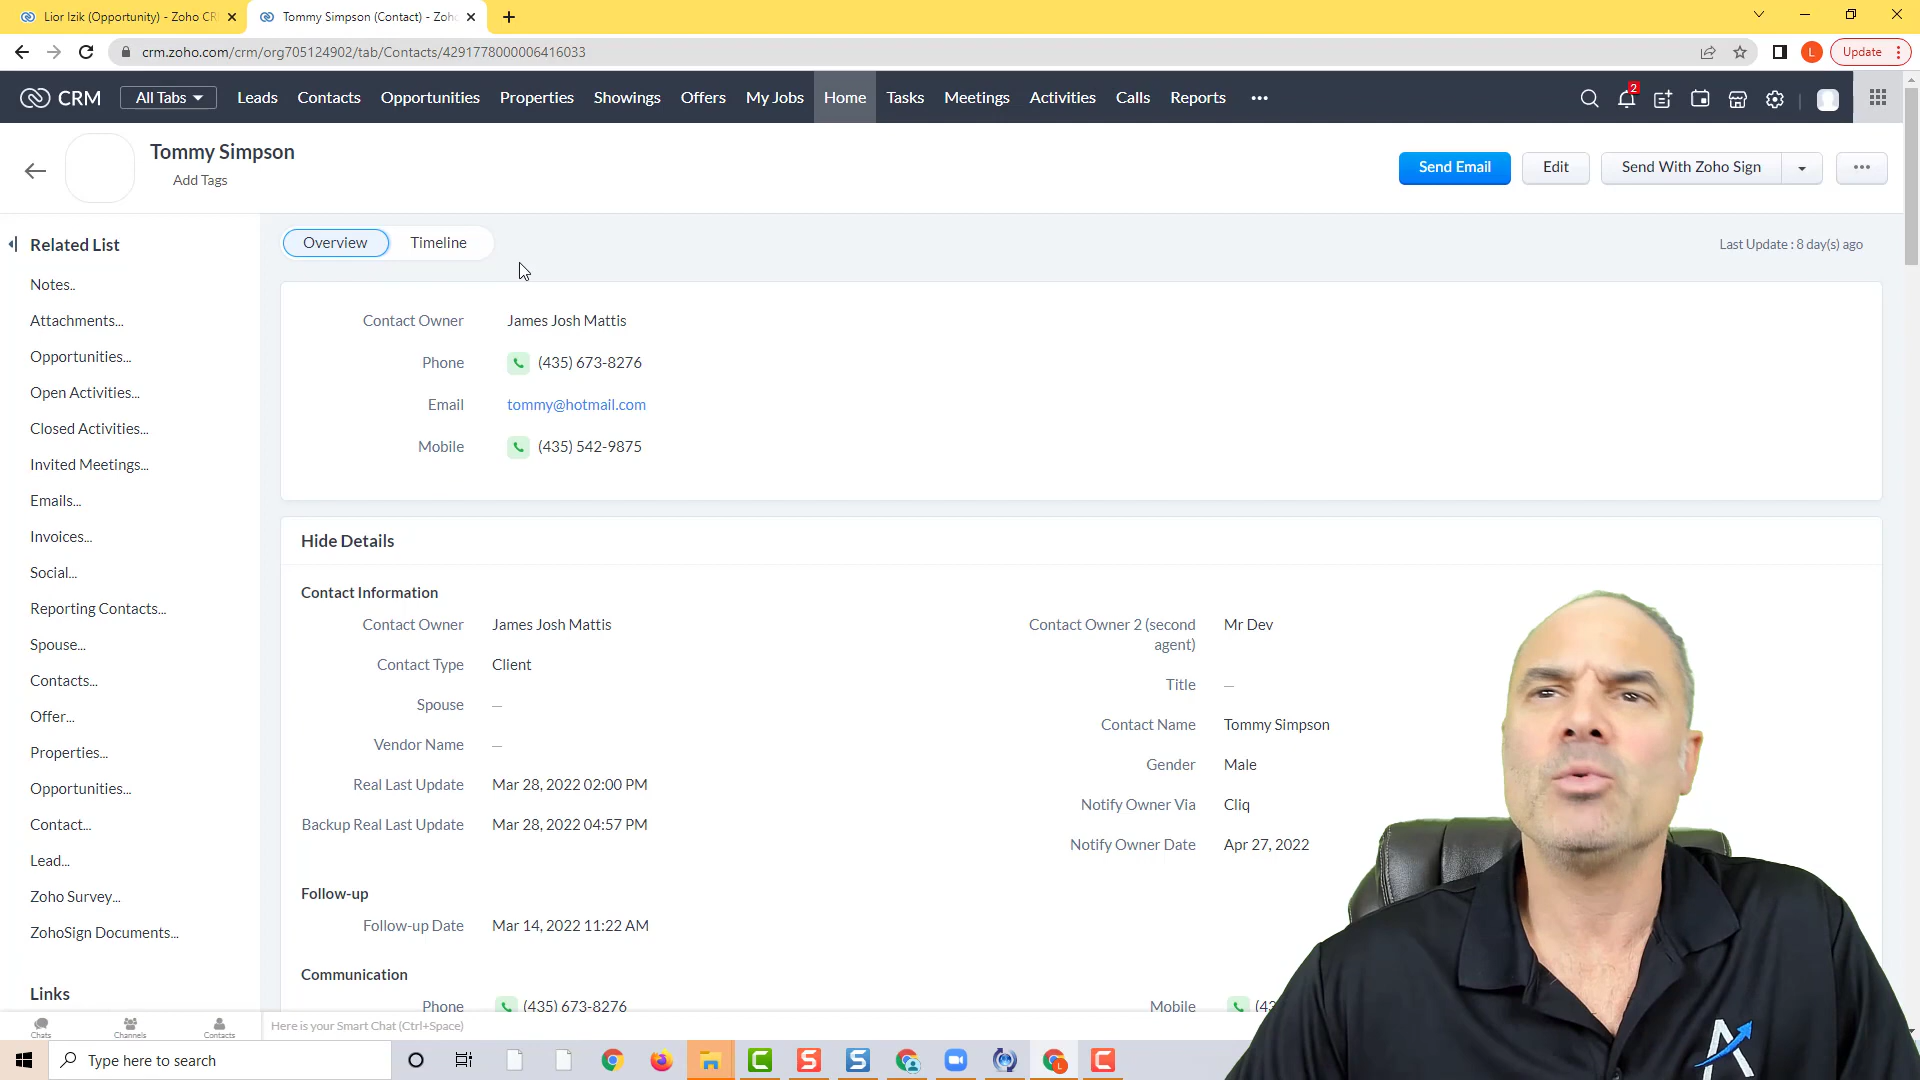 Lior Izik (Opportunity) - Zoho CR
Tommy Simpson (Contact) - Zoh
crm.zoho.com/crm/org705124902/tab/Contacts/4291778000006416033
L
Update
CRM
All Tabs
Leads
Contacts
Opportunities
Properties
Showings
Offers
My Jobs
Home
Tasks
Meetings
Activities
Calls
Reports
2
Tommy Simpson
Add Tags
Send Email
Edit
Send With Zoho Sign
Related List
Notes..
Attachments...
Opportunities...
Open Activities...
Closed Activities...
Invited Meetings...
Emails...
Invoices...
Social...
Reporting Contacts...
Spouse...
Contacts...
Offer...
Properties...
Opportunities...
Contact...
Lead...
Zoho Survey...
ZohoSign Documents...
Links
Overview
Timeline
Last Update : 8 day(s) ago
Contact Owner James Josh Mattis
Phone (435) 673-8276
Email tommy@hotmail.com
Mobile (435) 542-9875
Hide Details
Contact Information
Contact Owner James Josh Mattis
Contact Type Client
Spouse —
Vendor Name —
Real Last Update Mar 28, 2022 02:00 PM
Backup Real Last Update Mar 28, 2022 04:57 PM
Contact Owner 2 (second Mr Dev
agent)
Title —
Contact Name Tommy Simpson
Gender Male
Notify Owner Via Cliq
Notify Owner Date Apr 27, 2022
Follow-up
Follow-up Date Mar 14, 2022 11:22 AM
Communication
Phone (435) 673-8276
Mobile (43
Chats
Channels
Contacts
Here is your Smart Chat (Ctrl+Space)
Type here to search